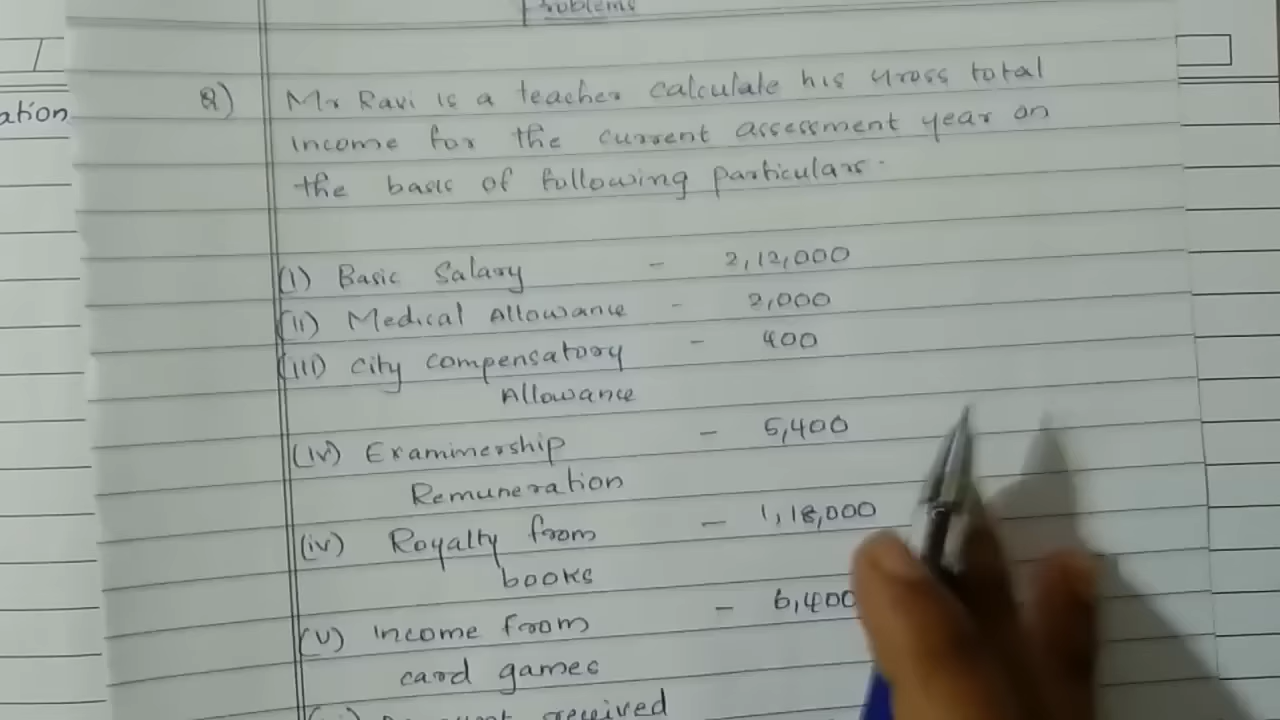 Problems
ation
Q) Mr Ravi is a teacher calculate his Gross total
income for the current assessment year on
the basis of following particulars.
(i) Basic Salary - 2,12,000
(ii) Medical Allowance - 2,000
(iii) City compensatory - 400
Allowance
(iv) Examinership - 5,400
Remuneration
(iv) Royalty from - 1,18,000
books
(v) Income from - 6,400
card games
received